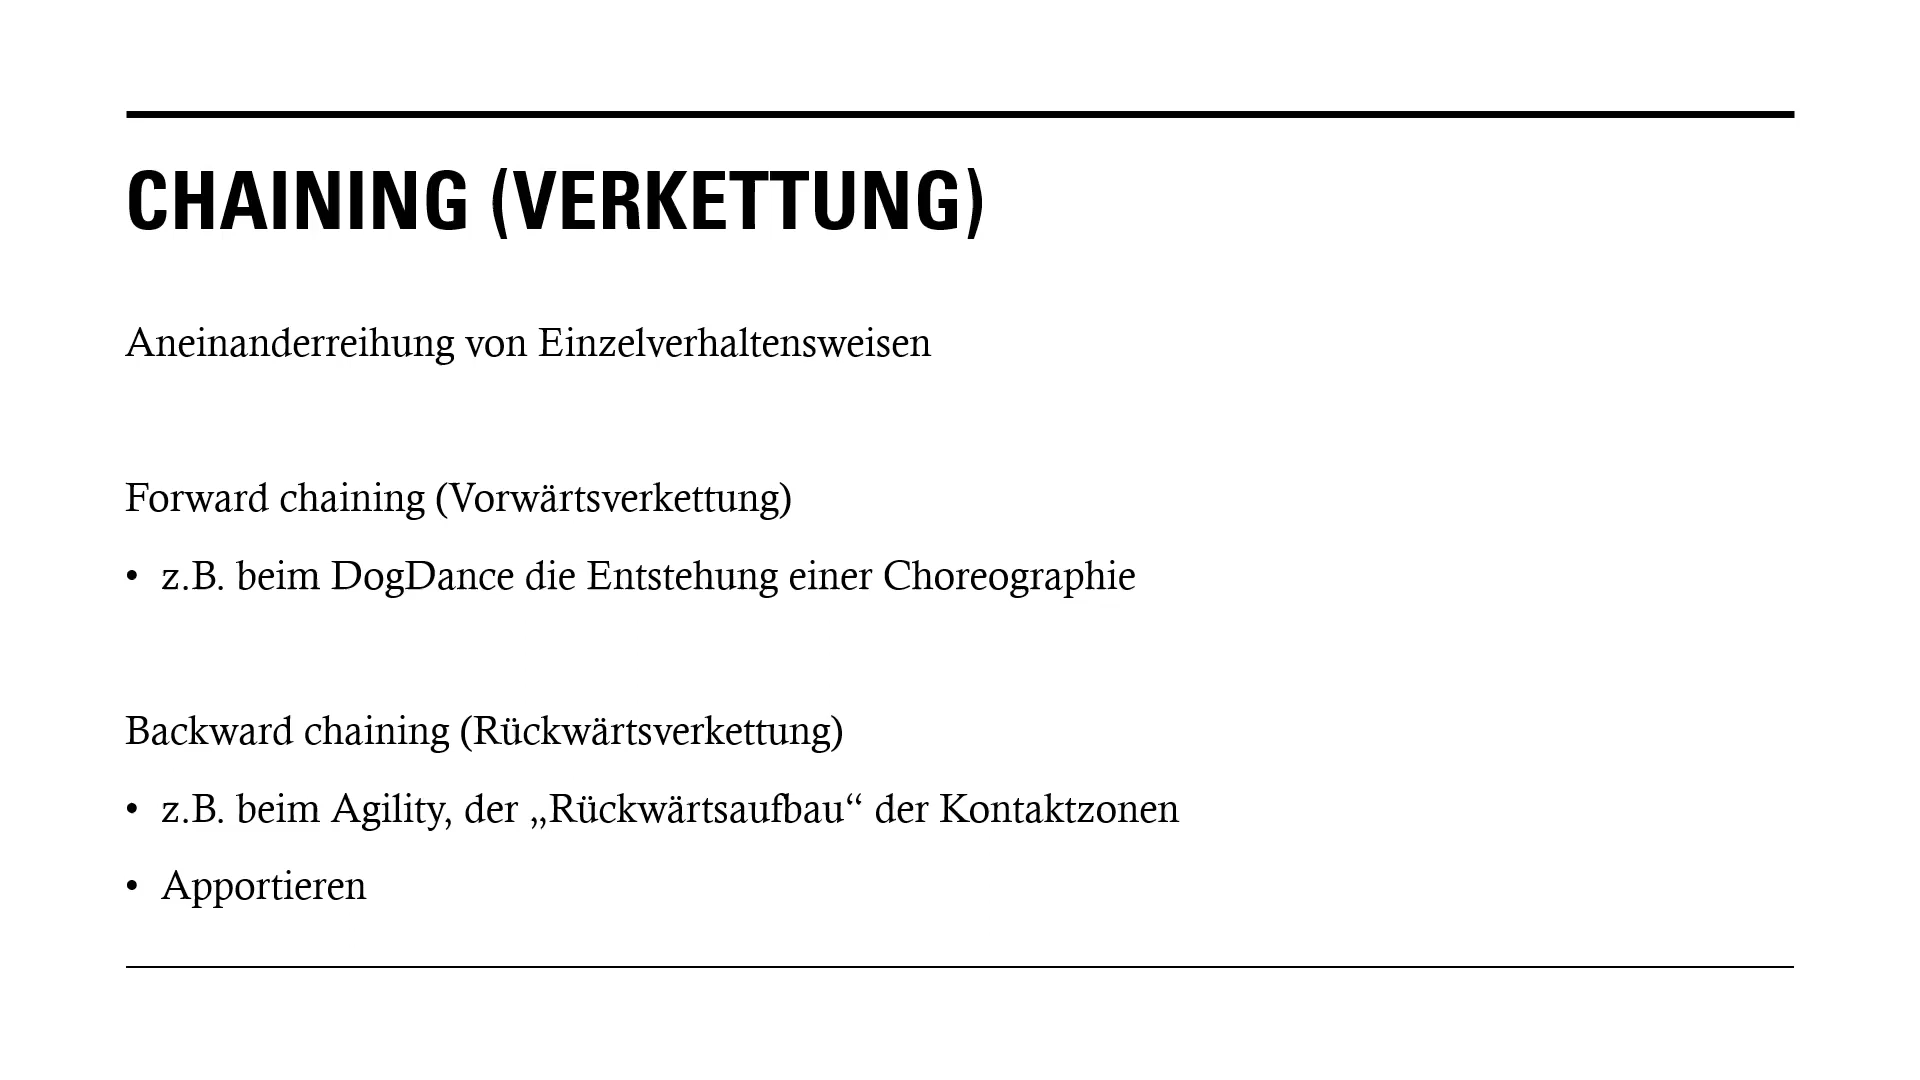 CHAINING (VERKETTUNG)
Aneinanderreihung von Einzelverhaltensweisen
Forward chaining (Vorwärtsverkettung)
• z.B. beim DogDance die Entstehung einer Choreographie
Backward chaining (Rückwärtsverkettung)
• z.B. beim Agility, der „Rückwärtsaufbau“ der Kontaktzonen
• Apportieren